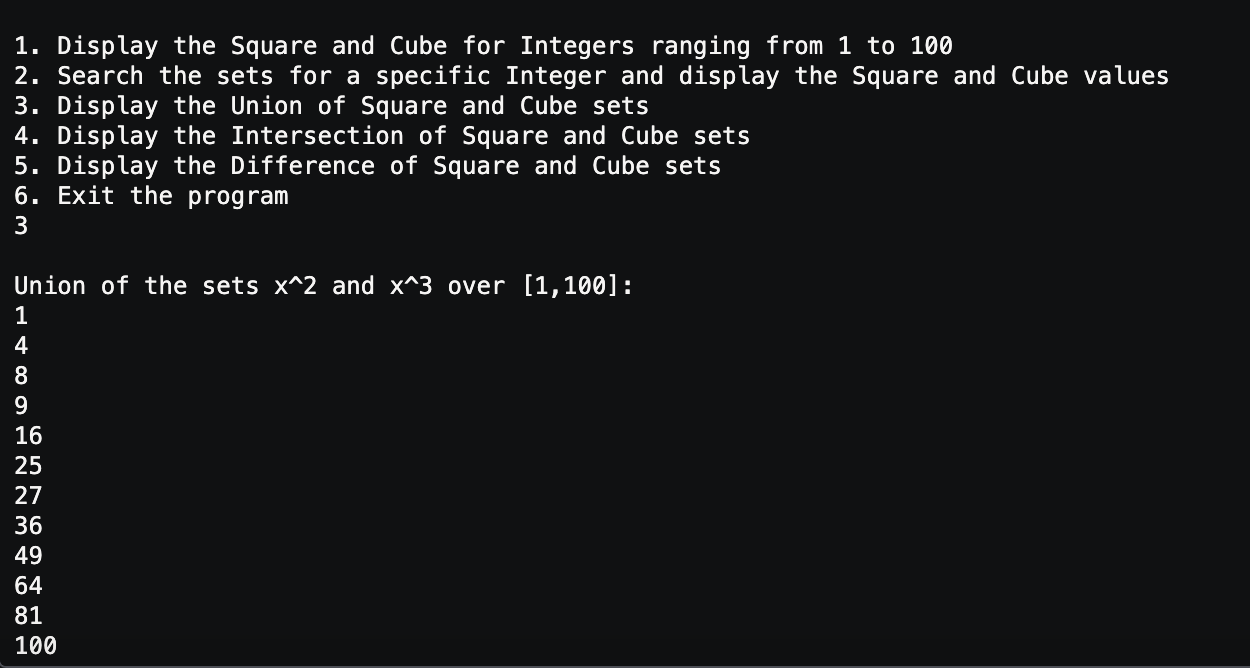 1. Display the Square and Cube for Integers ranging from 1 to 100
2. Search the sets for a specific Integer and display the Square and Cube values
3. Display the Union of Square and Cube sets
4. Display the Intersection of Square and Cube sets
5. Display the Difference of Square and Cube sets
6. Exit the program
3
Union of the sets x^2 and x^3 over [1,100]:
1
4
8
9
16
25
27
36
49
64
81
100